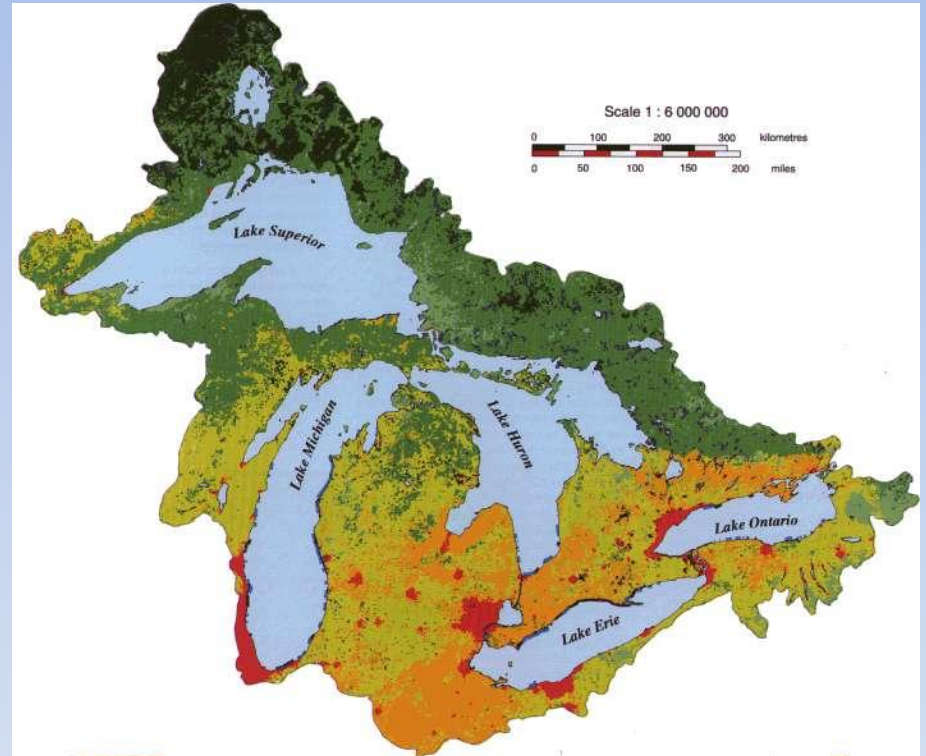 Scale 1 : 6 000 000
0 100 200 300 kilometres
0 50 100 150 200 miles
Lake Superior
Lake Michigan
Lake Huron
Lake Ontario
Lake Erie